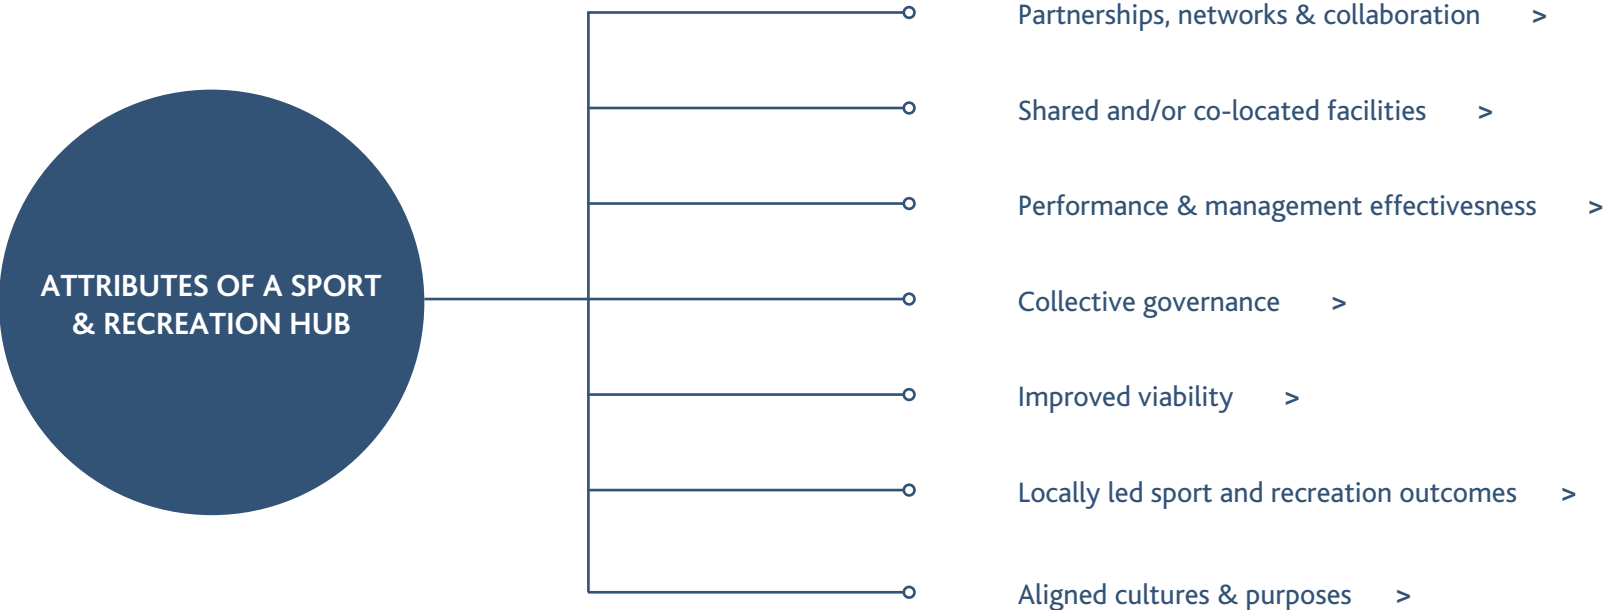 ATTRIBUTES OF A SPORT
& RECREATION HUB
Partnerships, networks & collaboration >
Shared and/or co-located facilities >
Performance & management effectivesness >
Collective governance >
Improved viability >
Locally led sport and recreation outcomes >
Aligned cultures & purposes >